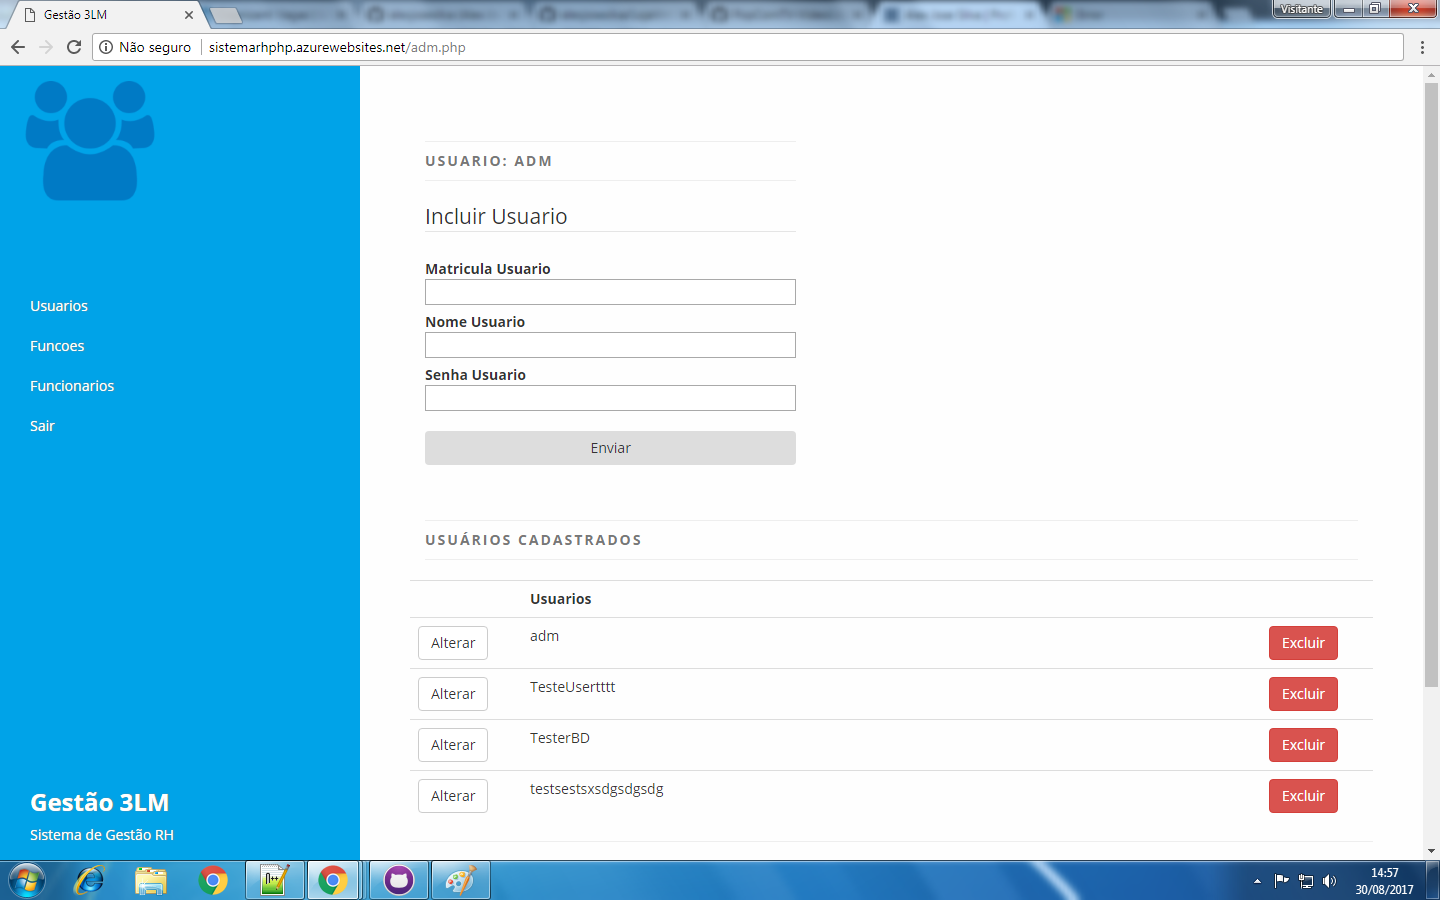 Gestão 3LM
Visitante
Não seguro
sistemarhphp.azurewebsites.net/adm.php
Usuarios
Funcoes
Funcionarios
Sair
Gestão 3LM
Sistema de Gestão RH
USUARIO: ADM
Incluir Usuario
Matricula Usuario
Nome Usuario
Senha Usuario
Enviar
USUÁRIOS CADASTRADOS
Usuarios
Alterar adm Excluir
Alterar TesteUsertttt Excluir
Alterar TesterBD Excluir
Alterar testsestsxsdgsdgsdg Excluir
14:57
30/08/2017